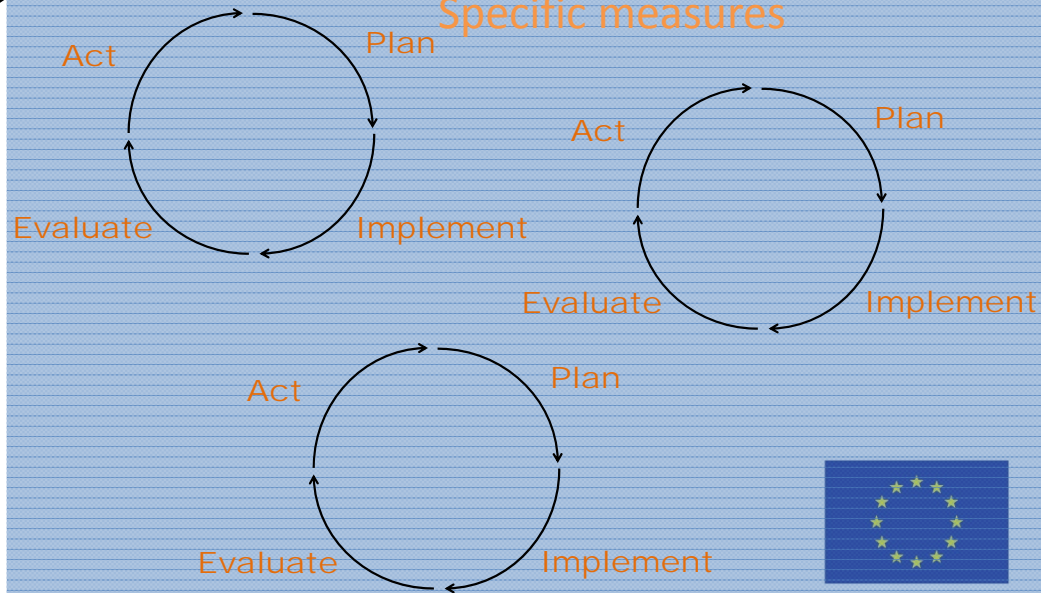 Specific measures
Act
Plan
Evaluate
Implement
Act
Plan
Evaluate
Implement
Act
Plan
Evaluate
Implement